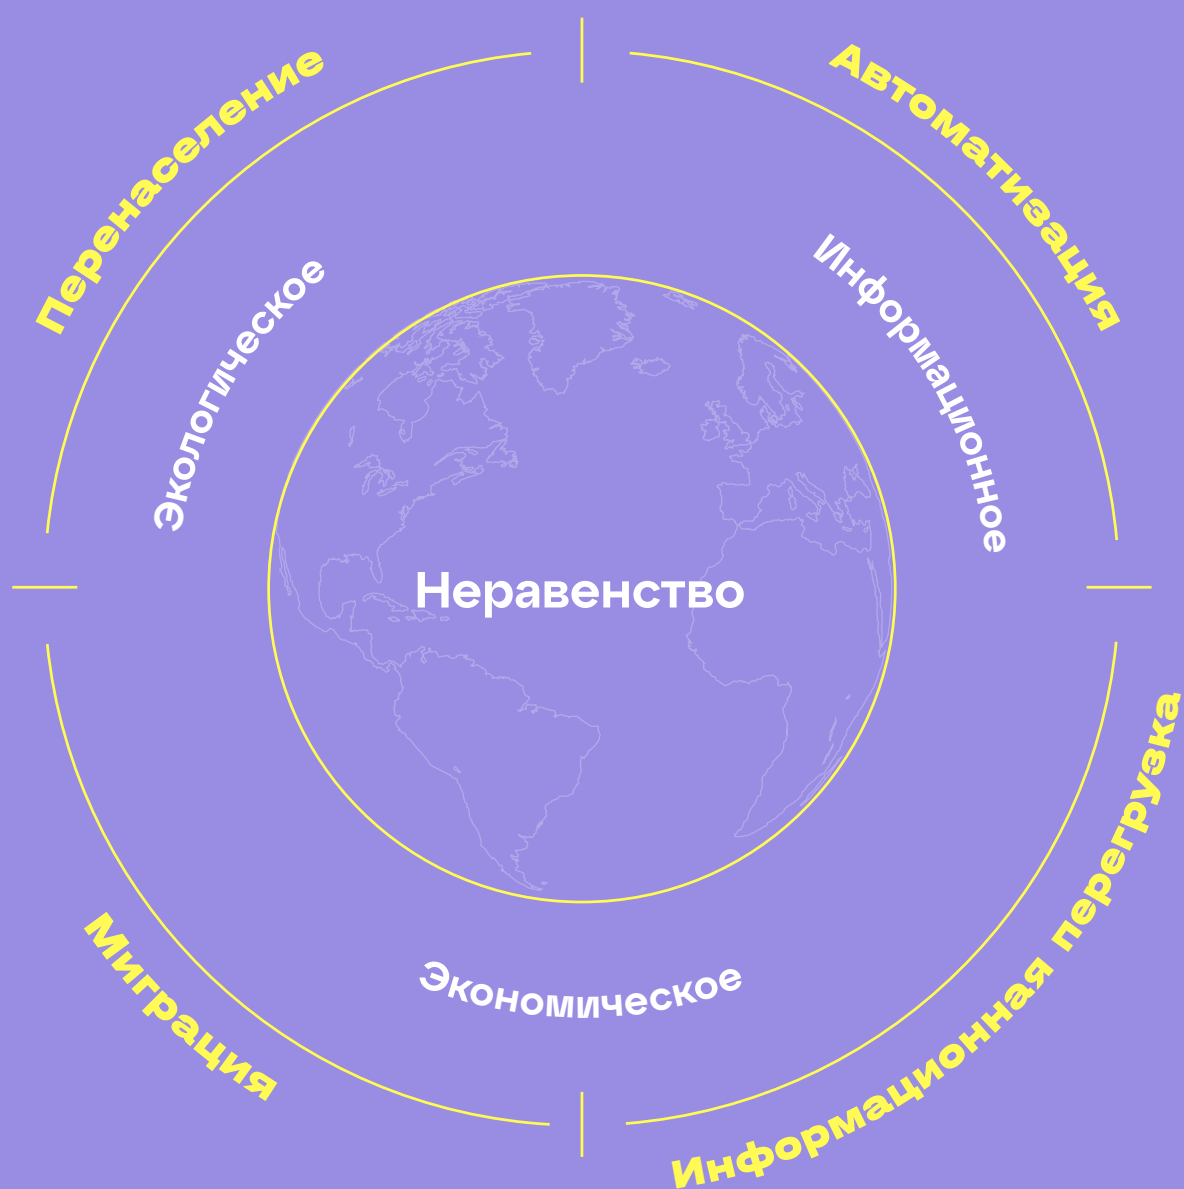 Перенаселение
Автоматизация
Экологическое
Информационное
Неравенство
Экономическое
Миграция
Информационная перегрузка